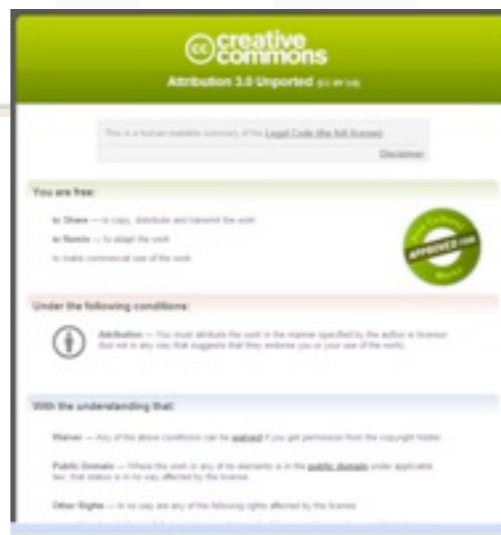 cc creative
commons
Attribution 3.0 Unported (CC BY 3.0)
This is a human-readable summary of the Legal Code (the full license).
Disclaimer
You are free:
to Share — to copy, distribute and transmit the work
to Remix — to adapt the work
to make commercial use of the work
APPROVED FOR
Under the following conditions:
Attribution — You must attribute the work in the manner specified by the author or licensor
(but not in any way that suggests that they endorse you or your use of the work).
With the understanding that:
Waiver — Any of the above conditions can be waived if you get permission from the copyright holder.
Public Domain — Where the work or any of its elements is in the public domain under applicable
law, that status is in no way affected by the license.
Other Rights — In no way are any of the following rights affected by the license: